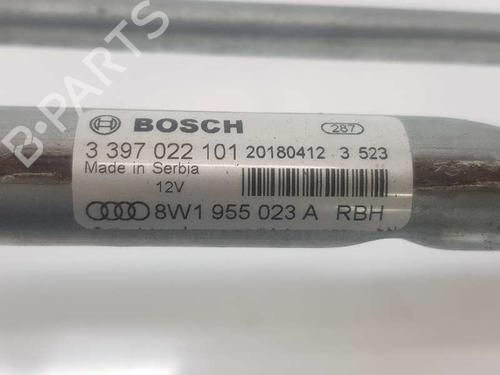 BOSCH 287
3 397 022 101 20180412 3 523
Made in Serbia
12V
8W1 955 023 A RBH
B-PARTS